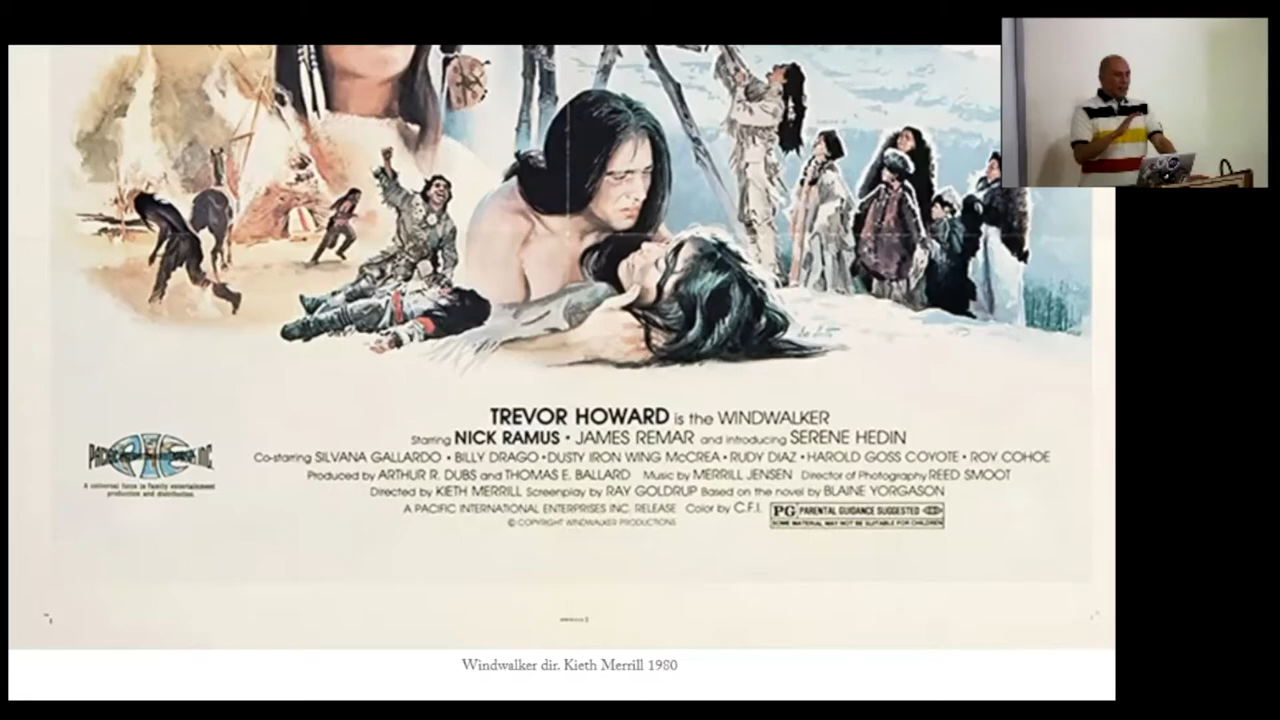 TREVOR HOWARD is the WINDWALKER
Starring NICK RAMUS • JAMES REMAR and introducing SERENE HEDIN
Co-starring SILVANA GALLARDO • BILLY DRAGO • DUSTY IRON WING McCREA • RUDY DIAZ • HAROLD GOSS COYOTE • ROY COHOE
Produced by ARTHUR R. DUBS and THOMAS E. BALLARD Music by MERRILL JENSEN Director of Photography REED SMOOT
Directed by KIETH MERRILL Screenplay by RAY GOLDRUP Based on the novel by BLAINE YORGASON
A PACIFIC INTERNATIONAL ENTERPRISES INC. RELEASE Color by C.F.I.
PG PARENTAL GUIDANCE SUGGESTED
SOME MATERIAL MAY NOT BE SUITABLE FOR CHILDREN
© COPYRIGHT WINDWALKER PRODUCTIONS
PACIFIC INTERNATIONAL ENTERPRISES, INC.
A universal force in family entertainment
production and distribution.
Windwalker dir. Kieth Merrill 1980